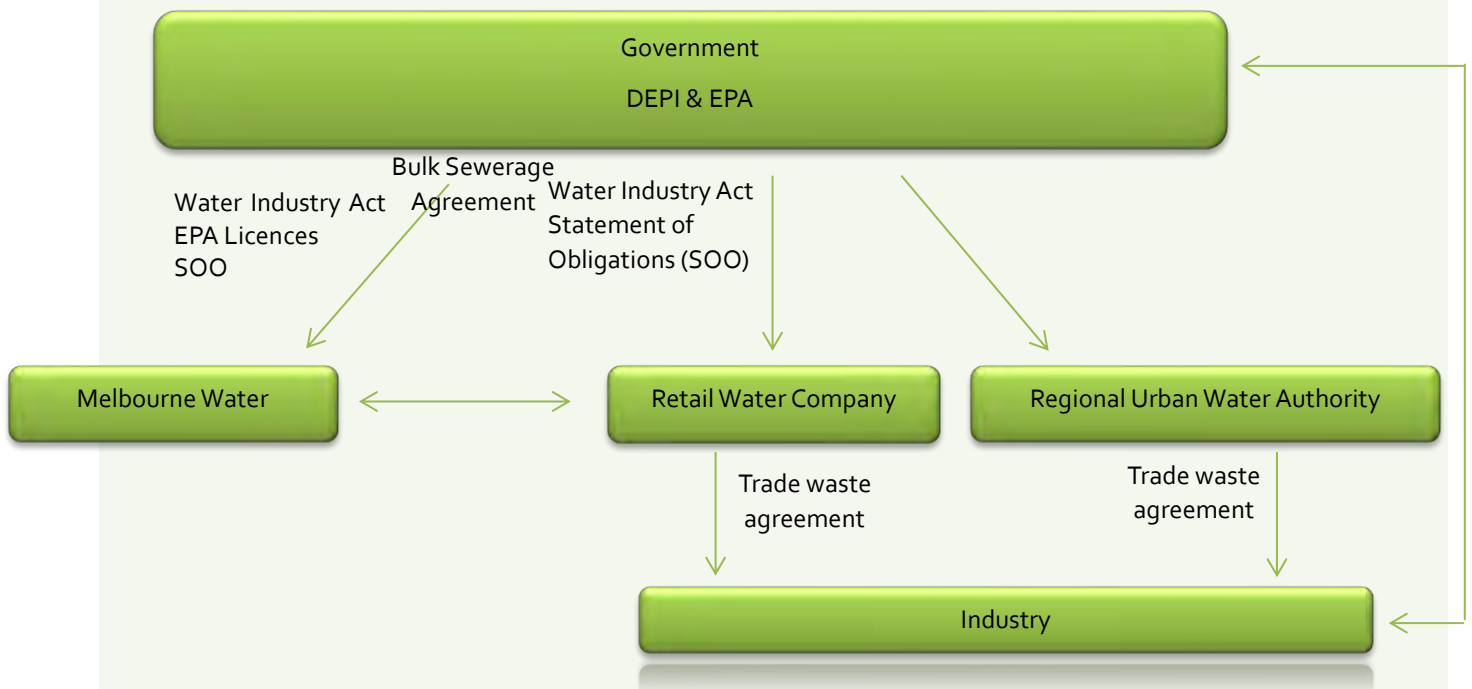 Government
DEPI & EPA
Bulk Sewerage
Agreement
Water Industry Act
EPA Licences
SOO
Water Industry Act
Statement of
Obligations (SOO)
Melbourne Water
Retail Water Company
Regional Urban Water Authority
Trade waste
agreement
Trade waste
agreement
Industry